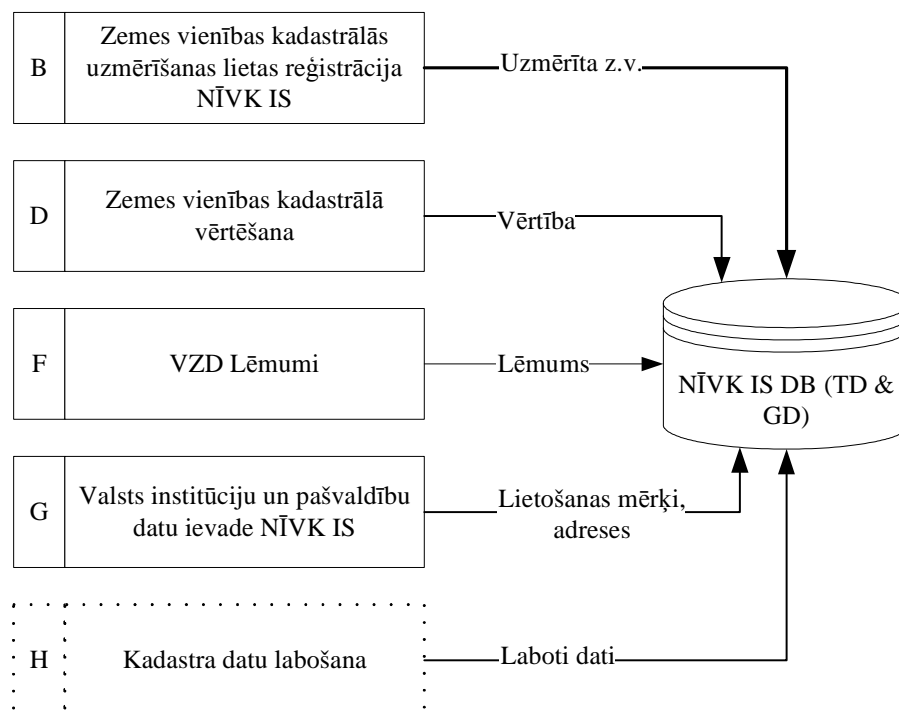 B
Zemes vienības kadastrālās
uzmērīšanas lietas reģistrācija
NĪVK IS
Uzmērīta z.v.
D
Zemes vienības kadastrālā
vērtēšana
Vērtība
F
VZD Lēmumi
Lēmums
NĪVK IS DB (TD &
GD)
G
Valsts institūciju un pašvaldību
datu ievade NĪVK IS
Lietošanas mērķi,
adreses
H
Kadastra datu labošana
Laboti dati